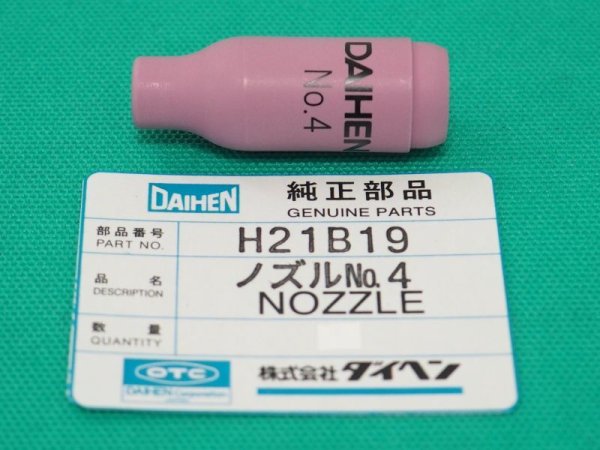 DAIHEN
No.4
DAIHEN 純正部品
GENUINE PARTS
部品番号
PART NO.
H21B19
品名
DESCRIPTION
ノズルNo.4
NOZZLE
数量
QUANTITY
OTC
DAIHEN Corporation
株式会社ダイヘン